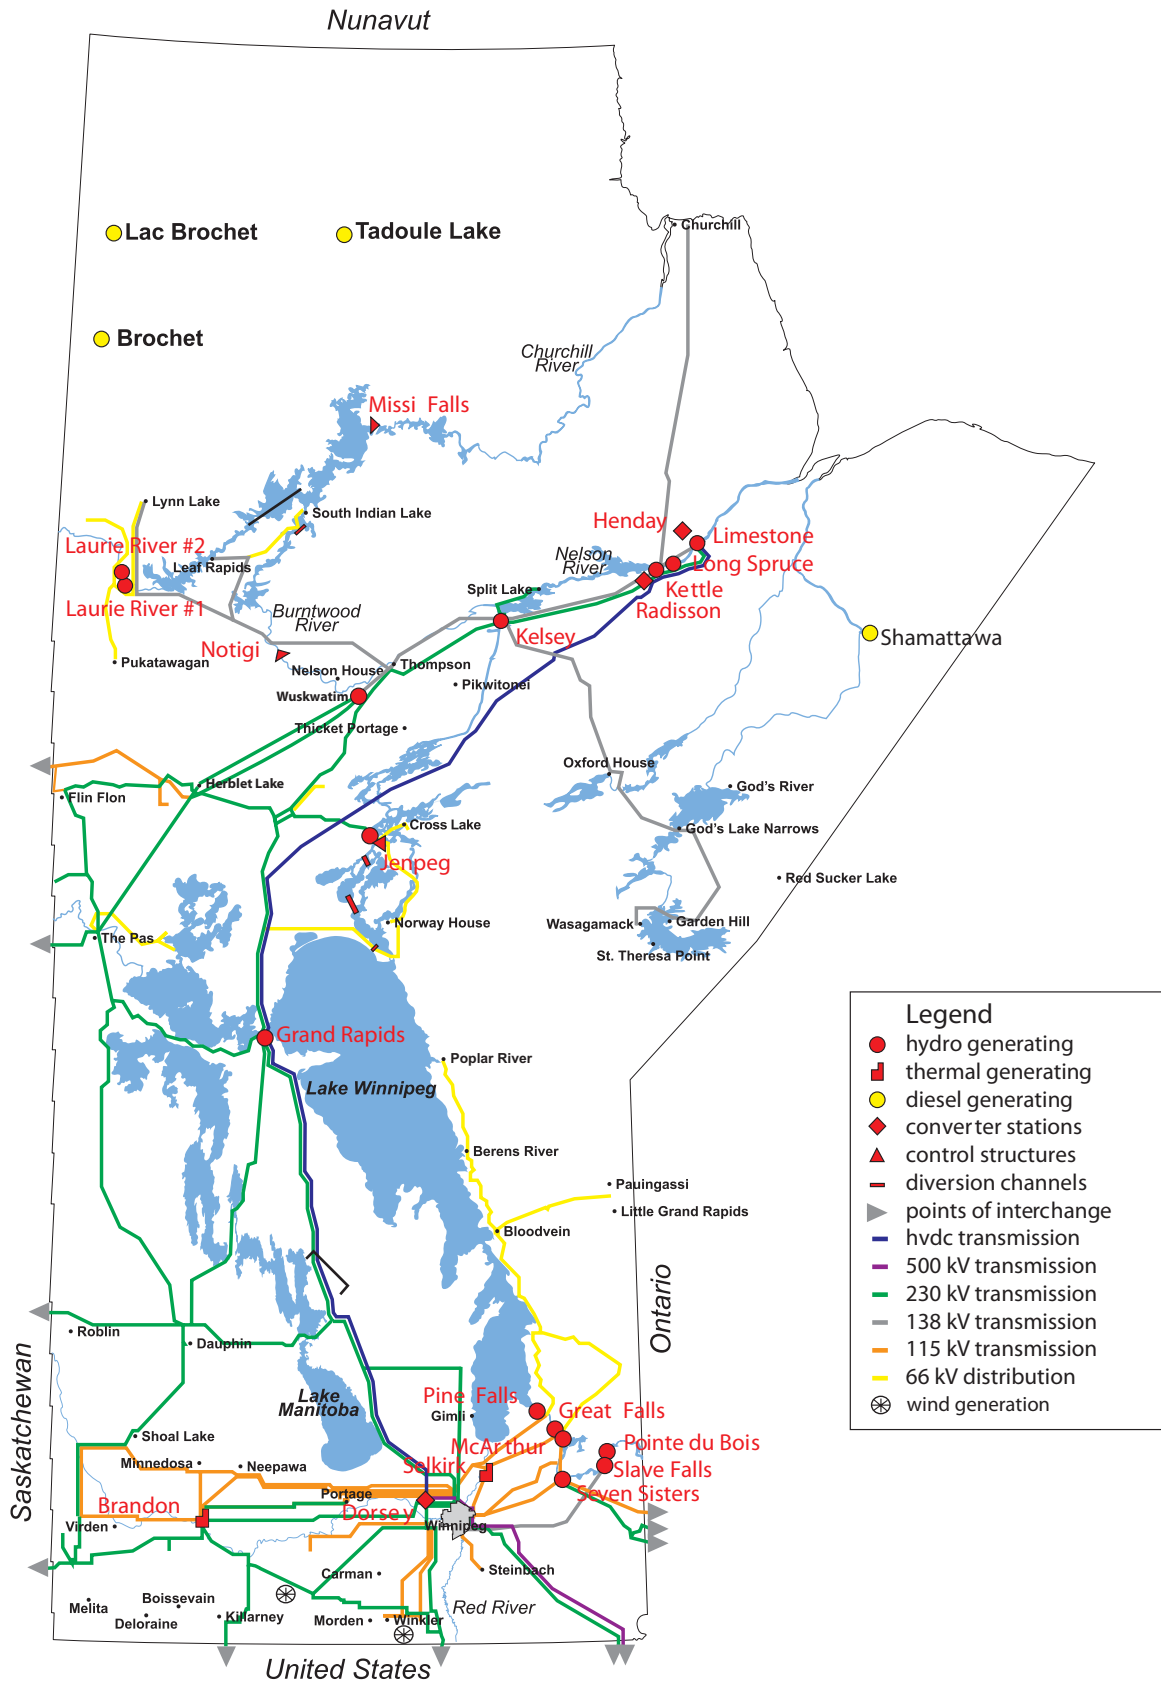 Nunavut
Churchill
Lac Brochet
Tadoule Lake
Brochet
Churchill
River
Missi Falls
Lynn Lake
South Indian Lake
Henday
Limestone
Laurie River #2
Leaf Rapids
Nelson
River
Long Spruce
Split Lake
Kettle
Laurie River #1
Burntwood
River
Radisson
Kelsey
Shamattawa
Notigi
Pukatawagan
Nelson House
Thompson
Pikwitonei
Wuskwatim
Thicket Portage
Oxford House
Herblet Lake
God's River
Flin Flon
Cross Lake
God's Lake Narrows
Jenpeg
Red Sucker Lake
Norway House
Wasagamack
Garden Hill
The Pas
St. Theresa Point
Grand Rapids
Poplar River
Lake Winnipeg
Berens River
Pauingassi
Little Grand Rapids
Bloodvein
Ontario
Roblin
Dauphin
Saskatchewan
Lake
Manitoba
Pine Falls
Gimli
Great Falls
Shoal Lake
McArthur
Pointe du Bois
Minnedosa
Neepawa
Selkirk
Slave Falls
Portage
Seven Sisters
Brandon
Dorsey
Virden
Winnipeg
Carman
Steinbach
Melita
Boissevain
Deloraine
Killarney
Morden
Winkler
Red River
United States
Legend
hydro generating
thermal generating
diesel generating
converter stations
control structures
diversion channels
points of interchange
hvdc transmission
500 kV transmission
230 kV transmission
138 kV transmission
115 kV transmission
66 kV distribution
wind generation